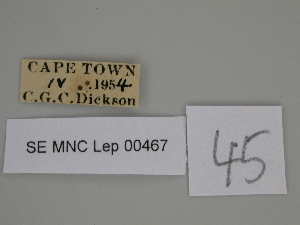 CAPE TOWN
IV .. 1954
C.G.C. Dickson
SE MNC Lep 00467
45